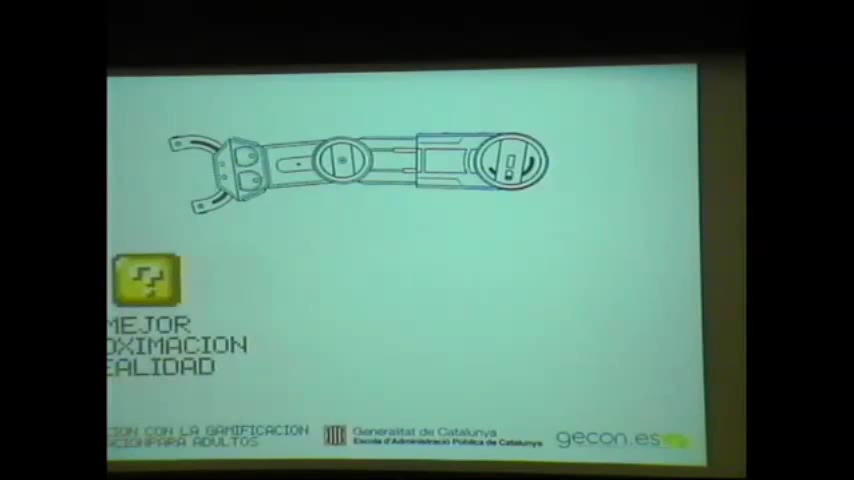 ?
MEJOR
OXIMACION
EALIDAD
CION CON LA GAMIFICACION
CIONPARA ADULTOS
Generalitat de Catalunya
Escola d'Administració Pública de Catalunya
gecon.es